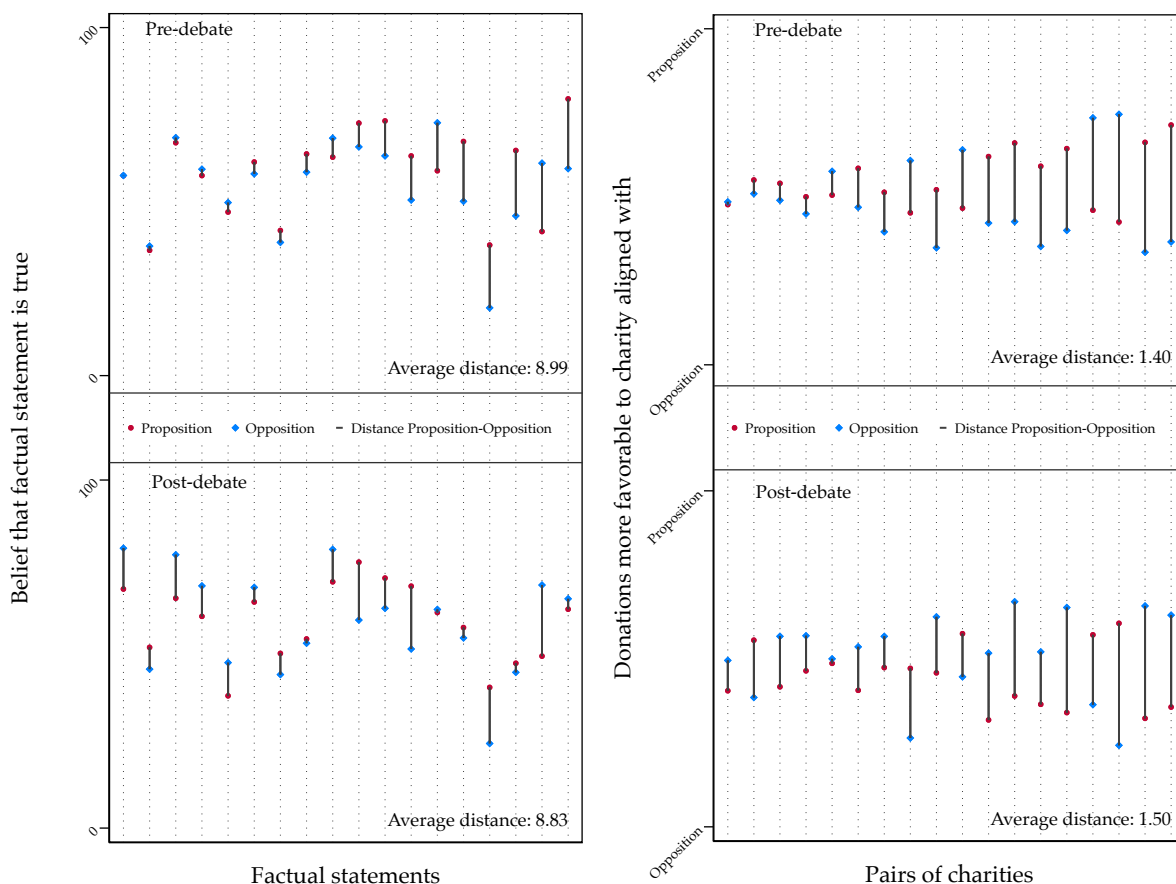 Belief that factual statement is true
100
Pre-debate
0
Average distance: 8.99
Proposition Opposition Distance Proposition-Opposition
100
Post-debate
0
Average distance: 8.83
Factual statements
Donations more favorable to charity aligned with
Proposition
Pre-debate
Opposition
Average distance: 1.40
Proposition Opposition Distance Proposition-Opposition
Proposition
Post-debate
Opposition
Average distance: 1.50
Pairs of charities